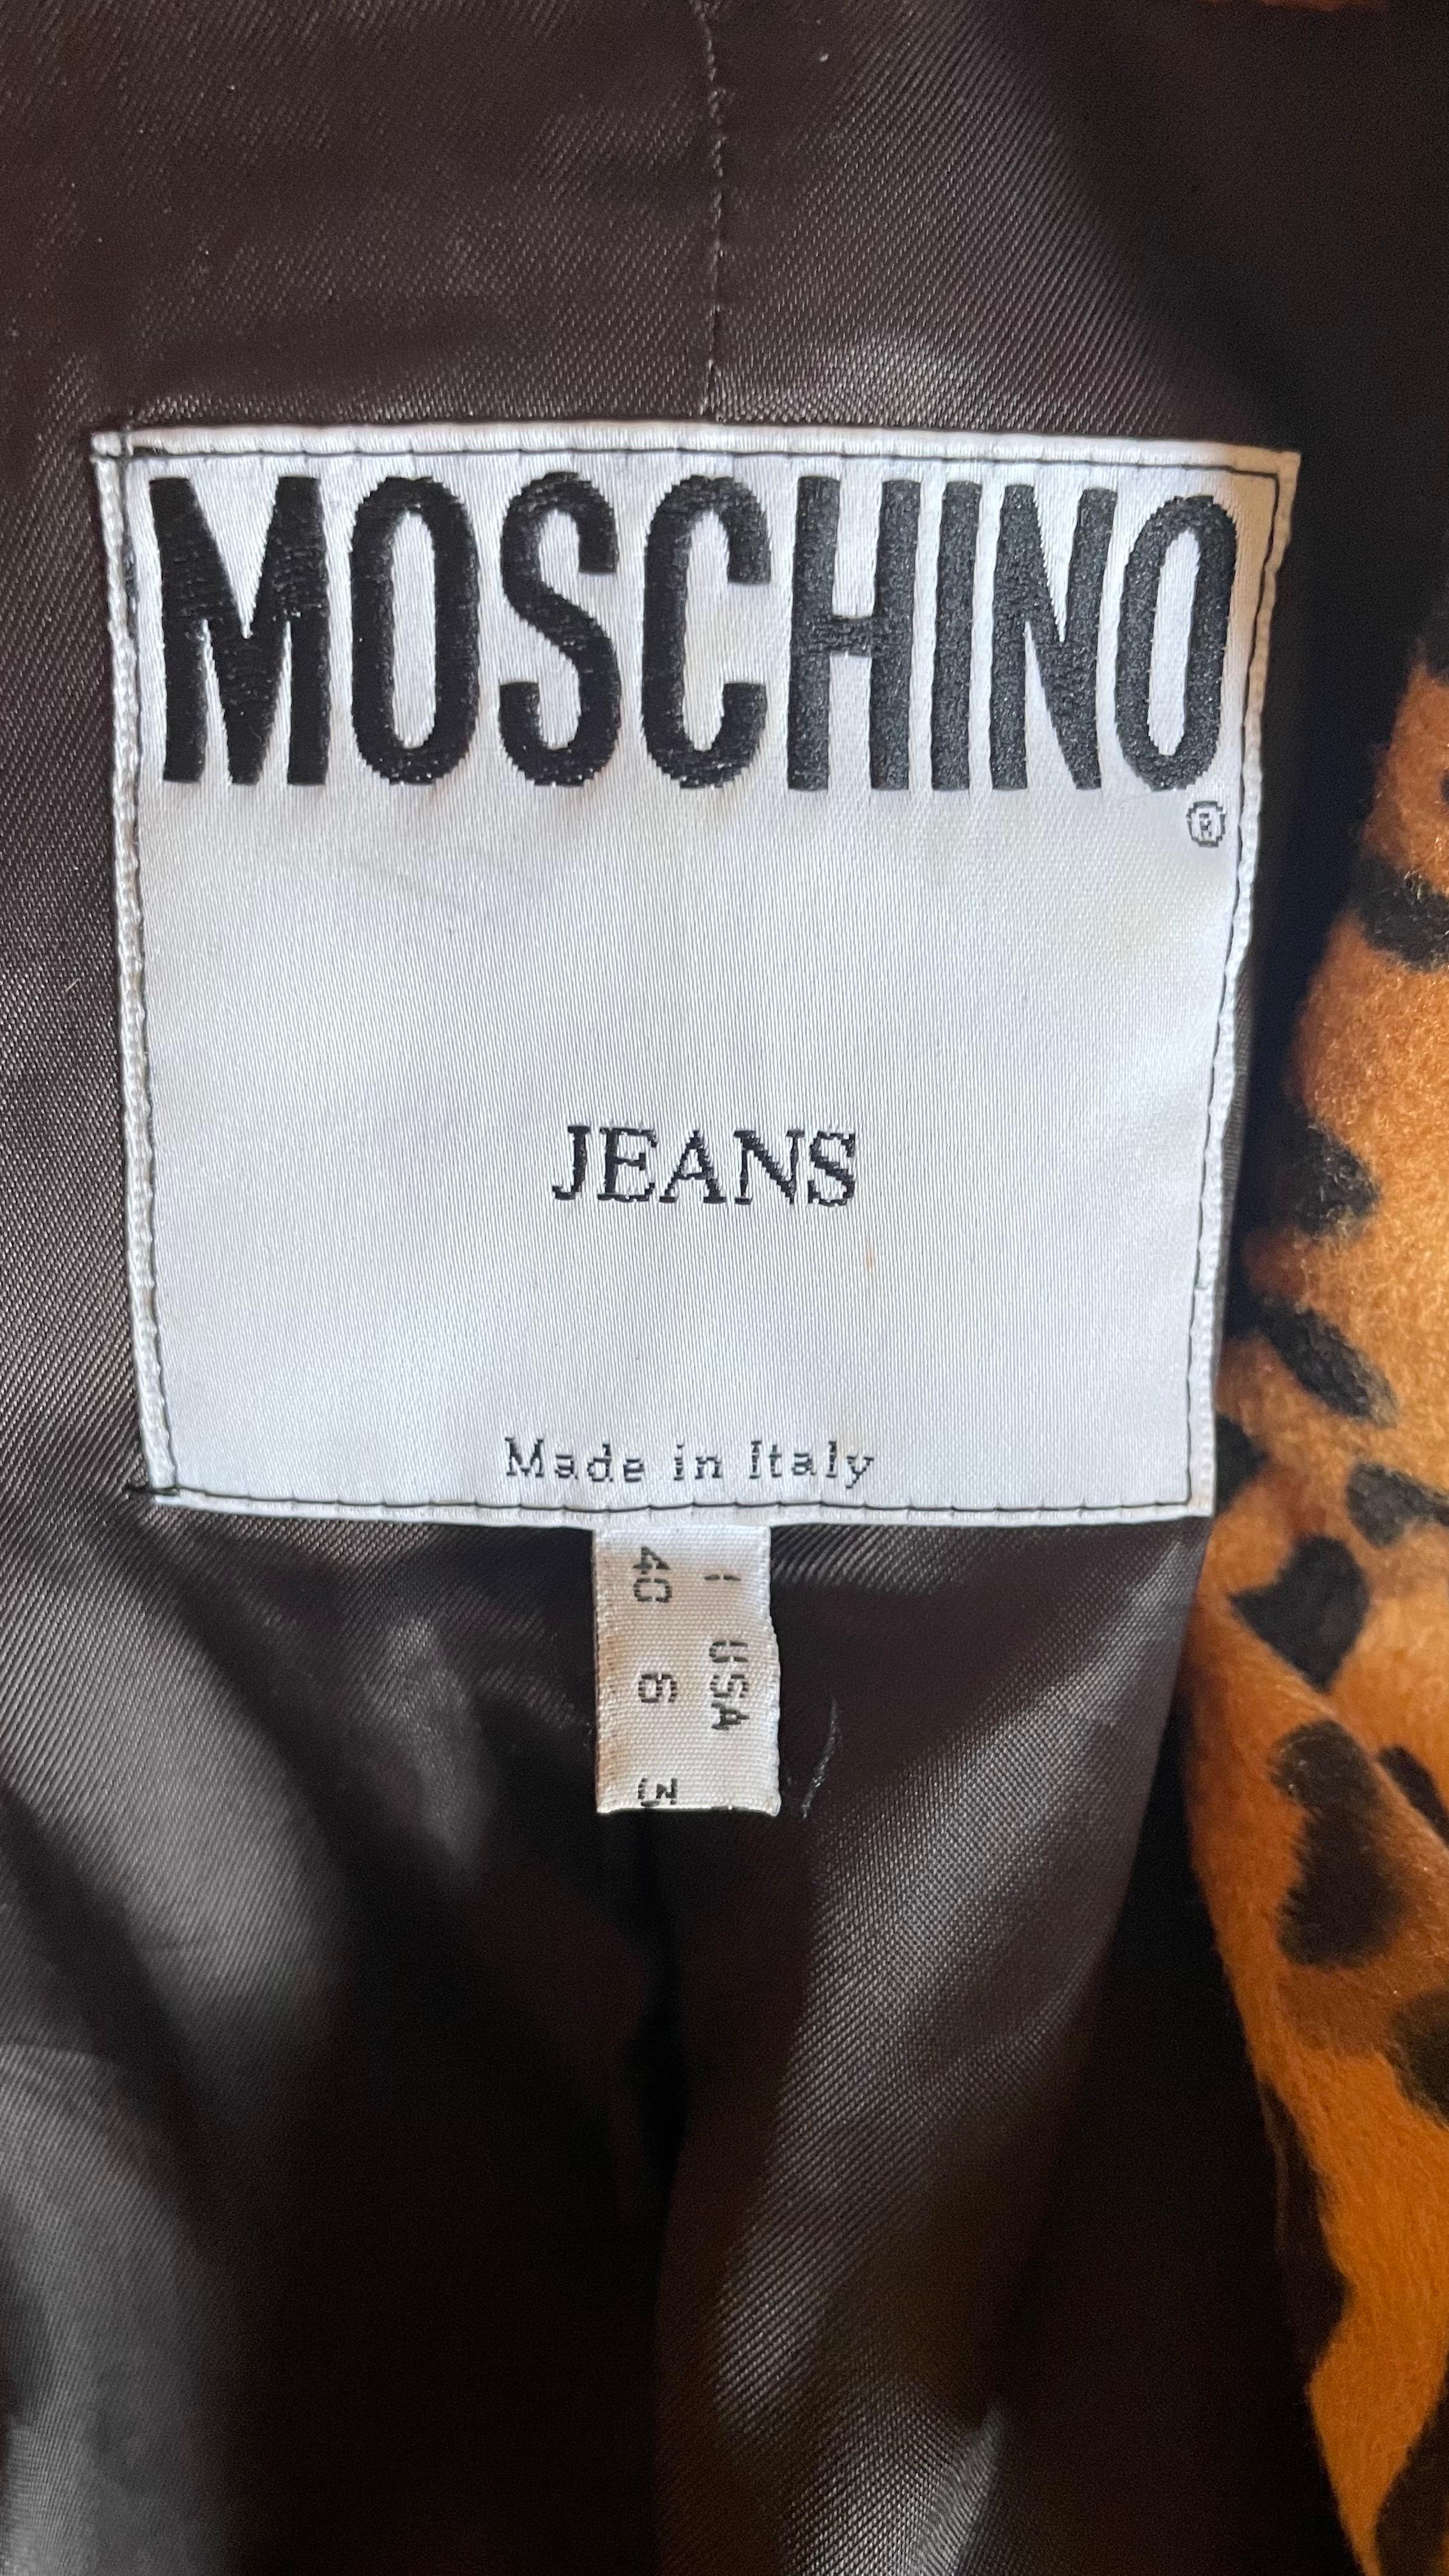 MOSCHINO
®
JEANS
Made in Italy
I USA
40 6